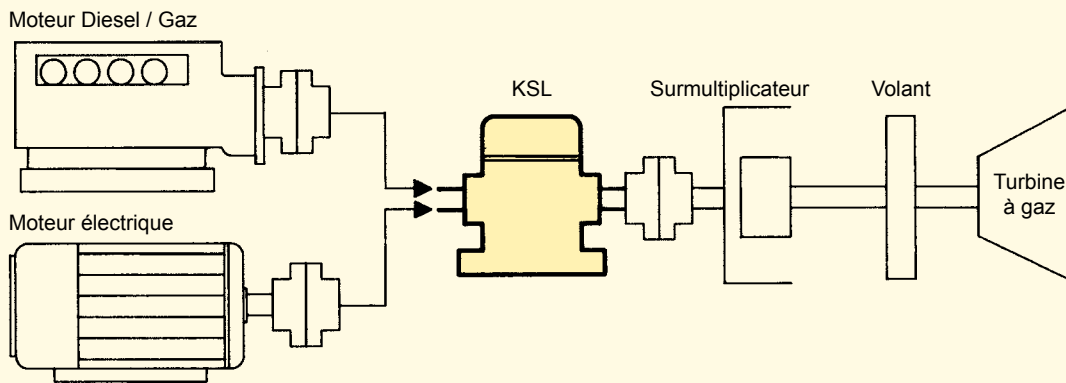 Moteur Diesel / Gaz
KSL
Surmultiplicateur
Volant
Turbine
à gaz
Moteur électrique